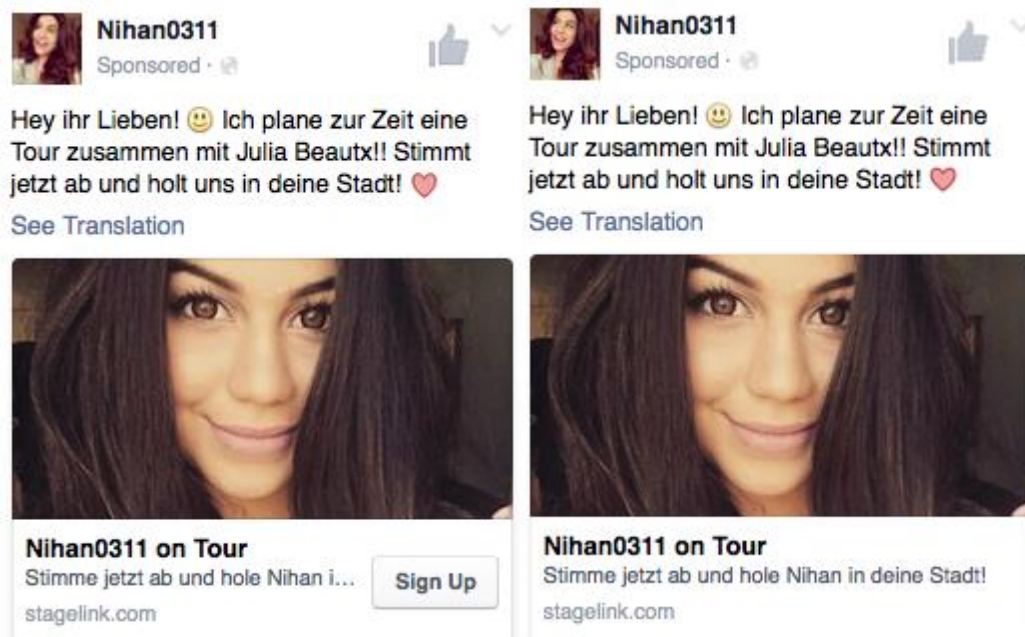 Nihan0311
Sponsored ·
Hey ihr Lieben! Ich plane zur Zeit eine
Tour zusammen mit Julia Beautx!! Stimmt
jetzt ab und holt uns in deine Stadt!
See Translation
Nihan0311 on Tour
Stimme jetzt ab und hole Nihan i...
Sign Up
stagelink.com
Nihan0311
Sponsored ·
Hey ihr Lieben! Ich plane zur Zeit eine
Tour zusammen mit Julia Beautx!! Stimmt
jetzt ab und holt uns in deine Stadt!
See Translation
Nihan0311 on Tour
Stimme jetzt ab und hole Nihan in deine Stadt!
stagelink.com